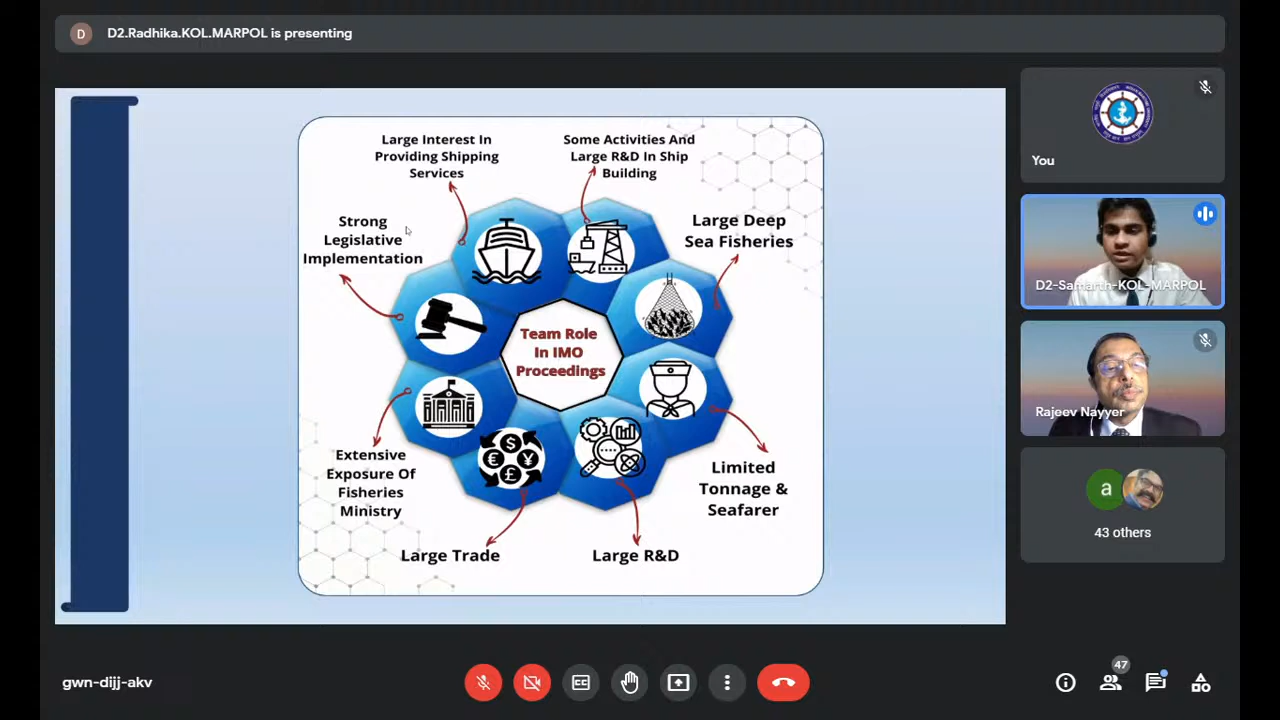 D
D2.Radhika.KOL.MARPOL is presenting
Large Interest In
Providing Shipping
Services
Some Activities And
Large R&D In Ship
Building
Strong
Legislative
Implementation
Large Deep
Sea Fisheries
Team Role
In IMO
Proceedings
Extensive
Exposure Of
Fisheries
Ministry
Limited
Tonnage &
Seafarer
Large Trade
Large R&D
$
€ ¥
£
You
D2-Samarth-KOL-MARPOL
Rajeev Nayyer
a
43 others
gwn-dijj-akv
CC
47